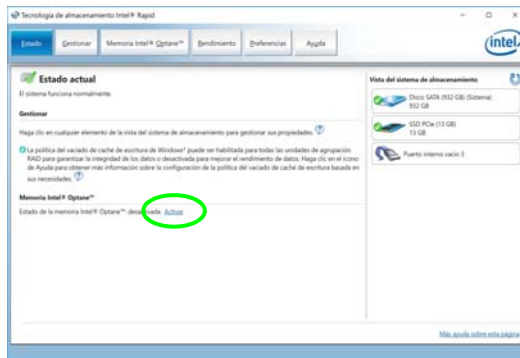 Tecnología de almacenamiento Intel® Rapid
Estado
Gestionar
Memoria Intel® Optane™
Rendimiento
Preferencias
Ayuda
intel
Estado actual
El sistema funciona normalmente.
Gestionar
Haga clic en cualquier elemento de la vista del sistema de almacenamiento para gestionar sus propiedades.
La política del vaciado de caché de escritura de Windows* puede ser habilitada para todas las unidades de agrupación
RAID para garantizar la integridad de los datos o desactivada para mejorar el rendimiento de datos. Haga clic en el icono
de Ayuda para obtener más información sobre la configuración de la política del vaciado de caché de escritura basada en
sus necesidades.
Memoria Intel® Optane™
Estado de la memoria Intel® Optane™: desactivada. Activar
Vista del sistema de almacenamiento
Disco SATA (932 GB) (Sistema)
932 GB
SSD PCIe (13 GB)
13 GB
Puerto interno vacío 3
Más ayuda sobre esta página